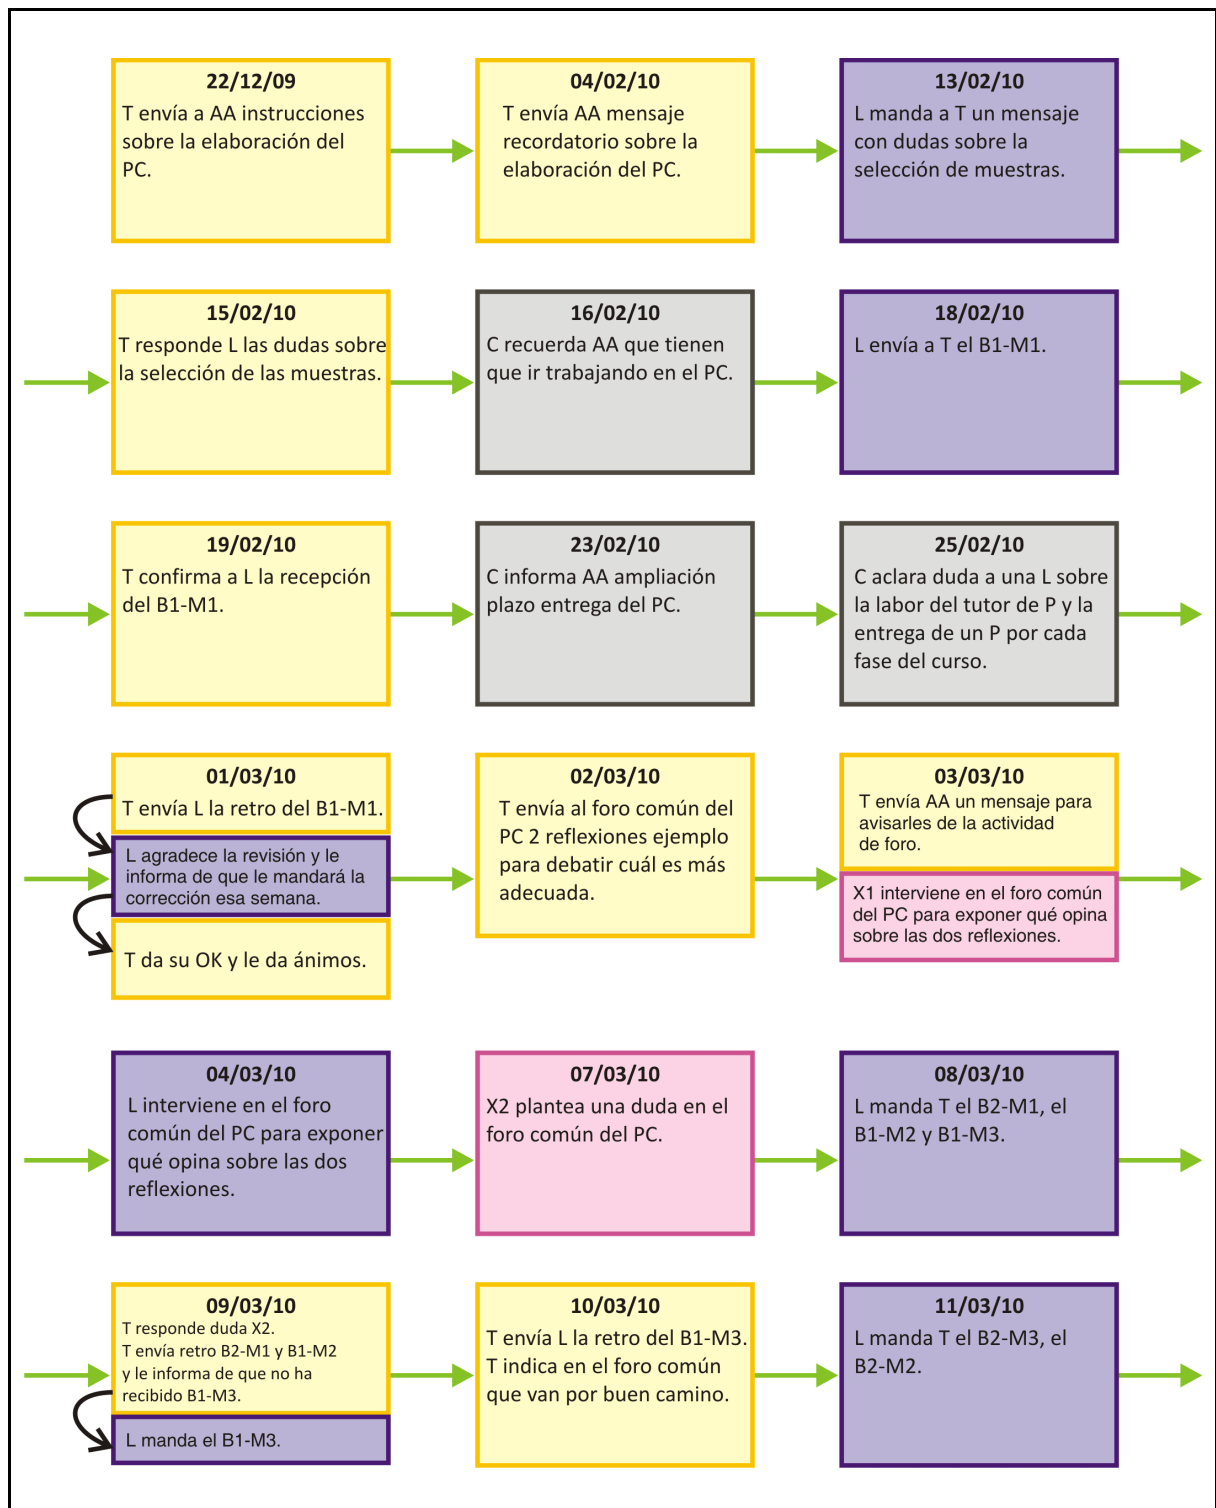 22/12/09
T envía a AA instrucciones
sobre la elaboración del
PC.
04/02/10
T envía AA mensaje
recordatorio sobre la
elaboración del PC.
13/02/10
L manda a T un mensaje
con dudas sobre la
selección de muestras.
15/02/10
T responde L las dudas sobre
la selección de las muestras.
16/02/10
C recuerda AA que tienen
que ir trabajando en el PC.
18/02/10
L envía a T el B1-M1.
19/02/10
T confirma a L la recepción
del B1-M1.
23/02/10
C informa AA ampliación
plazo entrega del PC.
25/02/10
C aclara duda a una L sobre
la labor del tutor de P y la
entrega de un P por cada
fase del curso.
01/03/10
T envía L la retro del B1-M1.
L agradece la revisión y le
informa de que le mandará la
corrección esa semana.
T da su OK y le da ánimos.
02/03/10
T envía al foro común del
PC 2 reflexiones ejemplo
para debatir cuál es más
adecuada.
03/03/10
T envía AA un mensaje para
avisarles de la actividad
de foro.
X1 interviene en el foro común
del PC para exponer qué opina
sobre las dos reflexiones.
04/03/10
L interviene en el foro
común del PC para exponer
qué opina sobre las dos
reflexiones.
07/03/10
X2 plantea una duda en el
foro común del PC.
08/03/10
L manda T el B2-M1, el
B1-M2 y B1-M3.
09/03/10
T responde duda X2.
T envía retro B2-M1 y B1-M2
y le informa de que no ha
recibido B1-M3.
L manda el B1-M3.
10/03/10
T envía L la retro del B1-M3.
T indica en el foro común
que van por buen camino.
11/03/10
L manda T el B2-M3, el
B2-M2.